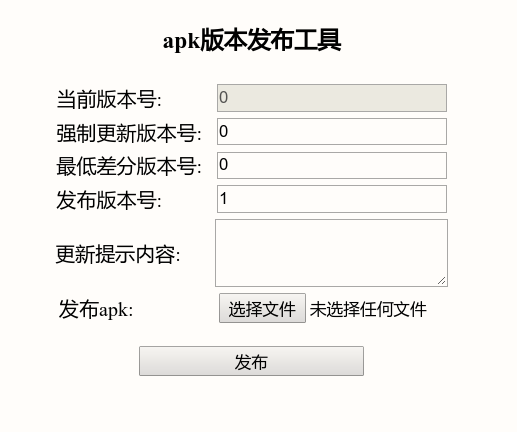 apk版本发布工具
当前版本号: 0
强制更新版本号: 0
最低差分版本号: 0
发布版本号: 1
更新提示内容:
发布apk: 选择文件 未选择任何文件
发布